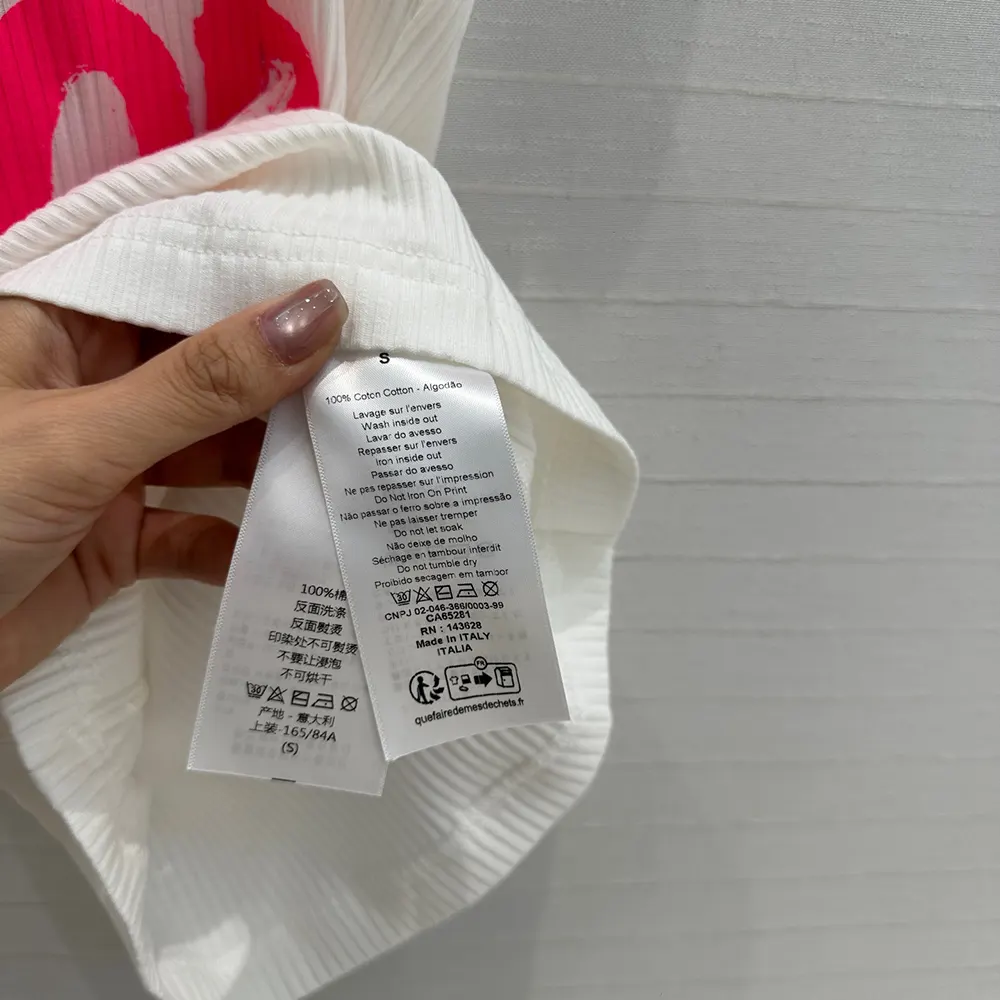 S
100% Coton Cotton - Algodão
Lavage sur l'envers
Wash inside out
Lavar do avesso
Repasser sur l'envers
Iron inside out
Passar do avesso
Ne pas repasser sur l'impression
Do Not Iron On Print
Não passar o ferro sobre a impressão
Ne pas laisser tremper
Do not let soak
Não deixe de molho
Séchage en tambour interdit
Do not tumble dry
Proibido secagem em tambor
30
CNPJ 02-046-366/0003-99
CA65281
RN : 143628
Made In ITALY
ITALIA
FR
quefairedemesdechets.fr
100%棉
反面洗涤
反面熨烫
印染处不可熨烫
不要让浸泡
不可烘干
30
产地 - 意大利
上装-165/84A
(S)